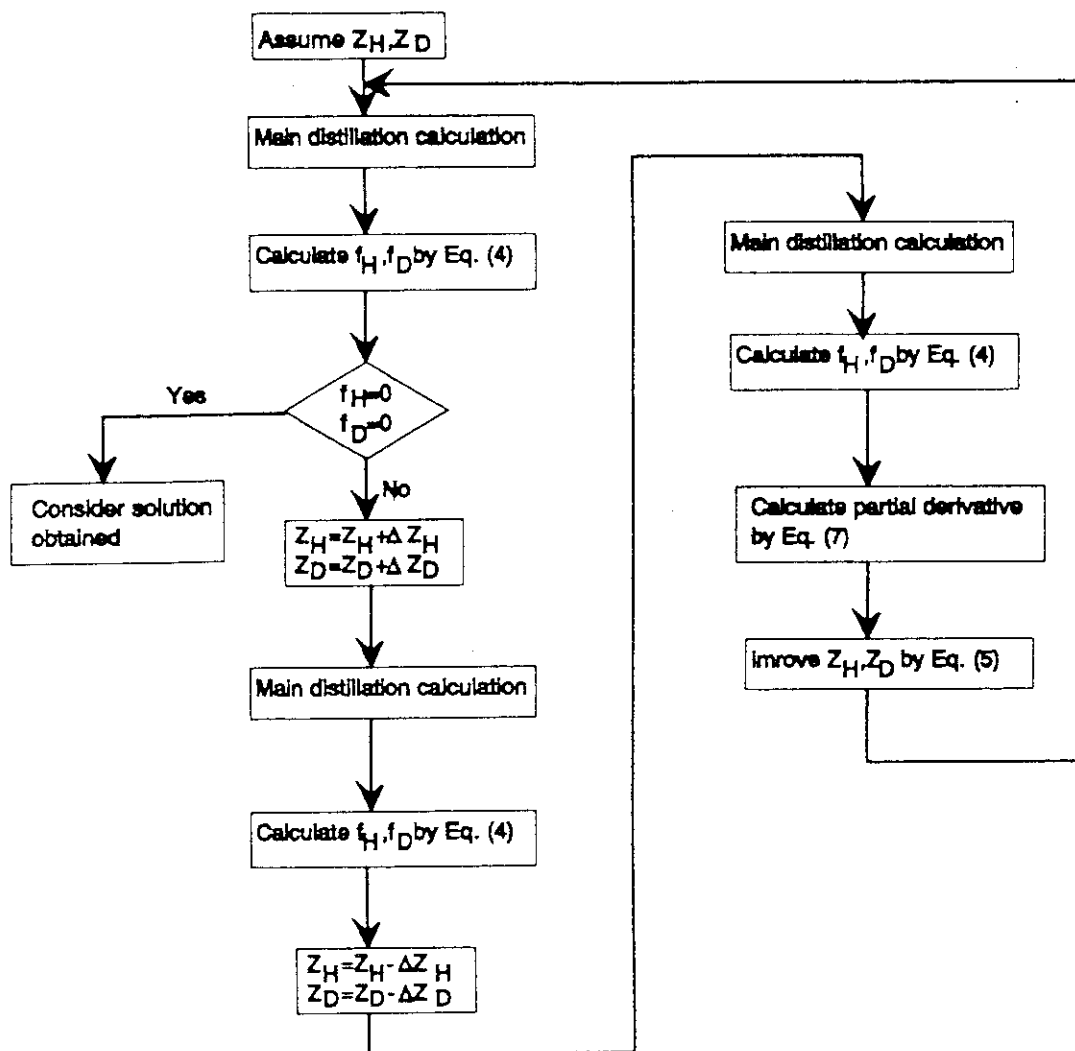 Assume Z_H,Z_D
Main distillation calculation
Calculate f_H,f_D by Eq. (4)
f_H=0
f_D=0
Yes
No
Consider solution
obtained
Z_H=Z_H+Δ Z_H
Z_D=Z_D+Δ Z_D
Main distillation calculation
Calculate f_H,f_D by Eq. (4)
Z_H=Z_H-ΔZ_H
Z_D=Z_D-ΔZ_D
Main distillation calculation
Calculate f_H,f_D by Eq. (4)
Calculate partial derivative
by Eq. (7)
Imrove Z_H,Z_D by Eq. (5)